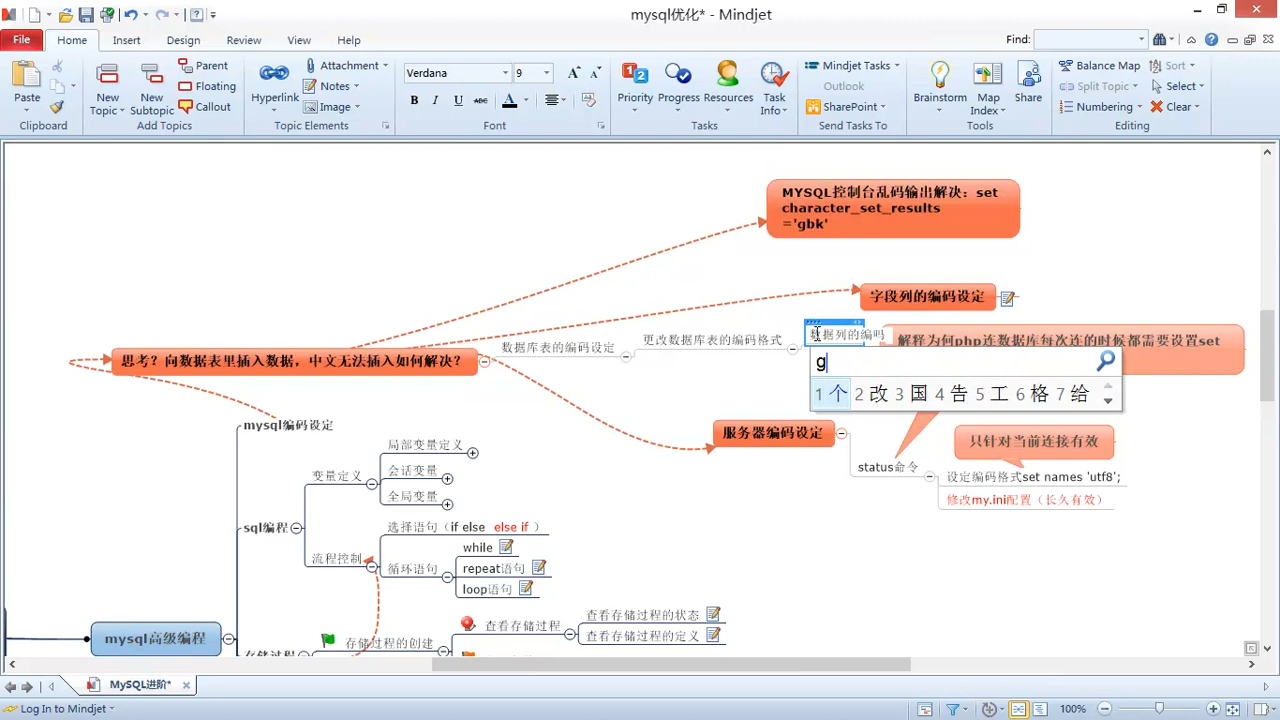 mysql优化* - Mindjet
File
Home
Insert
Design
Review
View
Help
Find:
Paste
Clipboard
New Topic
New Subtopic
Parent
Floating
Callout
Add Topics
Hyperlink
Attachment
Notes
Image
Topic Elements
Verdana
9
B I U ABC A
Font
Priority
Progress
Resources
Task Info
Tasks
Mindjet Tasks
Outlook
SharePoint
Send Tasks To
Brainstorm
Map Index
Share
Balance Map
Split Topic
Numbering
Tools
Sort
Select
Clear
Editing
MYSQL控制台乱码输出解决：set
character_set_results
='gbk'
字段列的编码设定
数据列的编吗
解释为何php连数据库每次连的时候都需要设置set
更改数据库表的编码格式
数据库表的编码设定
g
1 个 2 改 3 国 4 告 5 工 6 格 7 给
思考？向数据表里插入数据，中文无法插入如何解决？
服务器编码设定
只针对当前连接有效
status命令
设定编码格式set names 'utf8';
修改my.ini配置（长久有效）
mysql编码设定
局部变量定义
变量定义
会话变量
全局变量
sql编程
选择语句（if else else if ）
while
流程控制
循环语句
repeat语句
loop语句
查看存储过程的状态
查看存储过程
查看存储过程的定义
mysql高级编程
存储过程的创建
存储过程
MySQL进阶*
Log In to Mindjet
100%